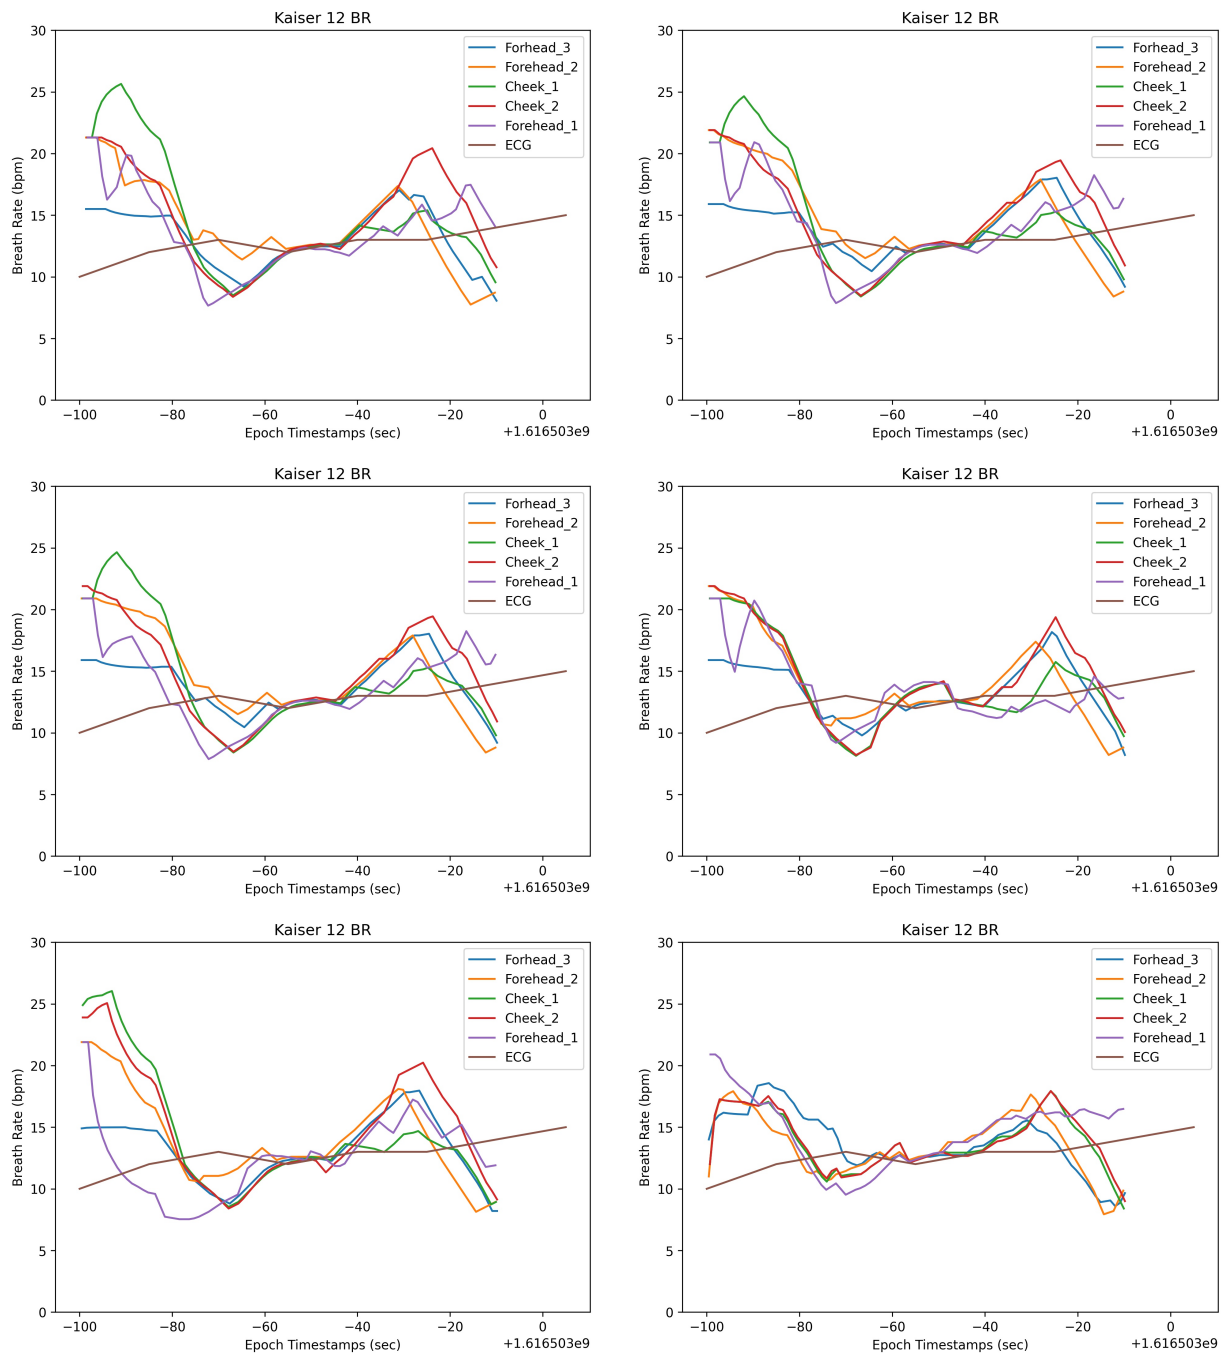 Kaiser 12 BR
30
25
20
15
10
5
0
Breath Rate (bpm)
Forhead_3
Forehead_2
Cheek_1
Cheek_2
Forehead_1
ECG
−100
−80
−60
−40
−20
0
Epoch Timestamps (sec)
+1.616503e9
Kaiser 12 BR
30
25
20
15
10
5
0
Breath Rate (bpm)
Forhead_3
Forehead_2
Cheek_1
Cheek_2
Forehead_1
ECG
−100
−80
−60
−40
−20
0
Epoch Timestamps (sec)
+1.616503e9
Kaiser 12 BR
30
25
20
15
10
5
0
Breath Rate (bpm)
Forhead_3
Forehead_2
Cheek_1
Cheek_2
Forehead_1
ECG
−100
−80
−60
−40
−20
0
Epoch Timestamps (sec)
+1.616503e9
Kaiser 12 BR
30
25
20
15
10
5
0
Breath Rate (bpm)
Forhead_3
Forehead_2
Cheek_1
Cheek_2
Forehead_1
ECG
−100
−80
−60
−40
−20
0
Epoch Timestamps (sec)
+1.616503e9
Kaiser 12 BR
30
25
20
15
10
5
0
Breath Rate (bpm)
Forhead_3
Forehead_2
Cheek_1
Cheek_2
Forehead_1
ECG
−100
−80
−60
−40
−20
0
Epoch Timestamps (sec)
+1.616503e9
Kaiser 12 BR
30
25
20
15
10
5
0
Breath Rate (bpm)
Forhead_3
Forehead_2
Cheek_1
Cheek_2
Forehead_1
ECG
−100
−80
−60
−40
−20
0
Epoch Timestamps (sec)
+1.616503e9